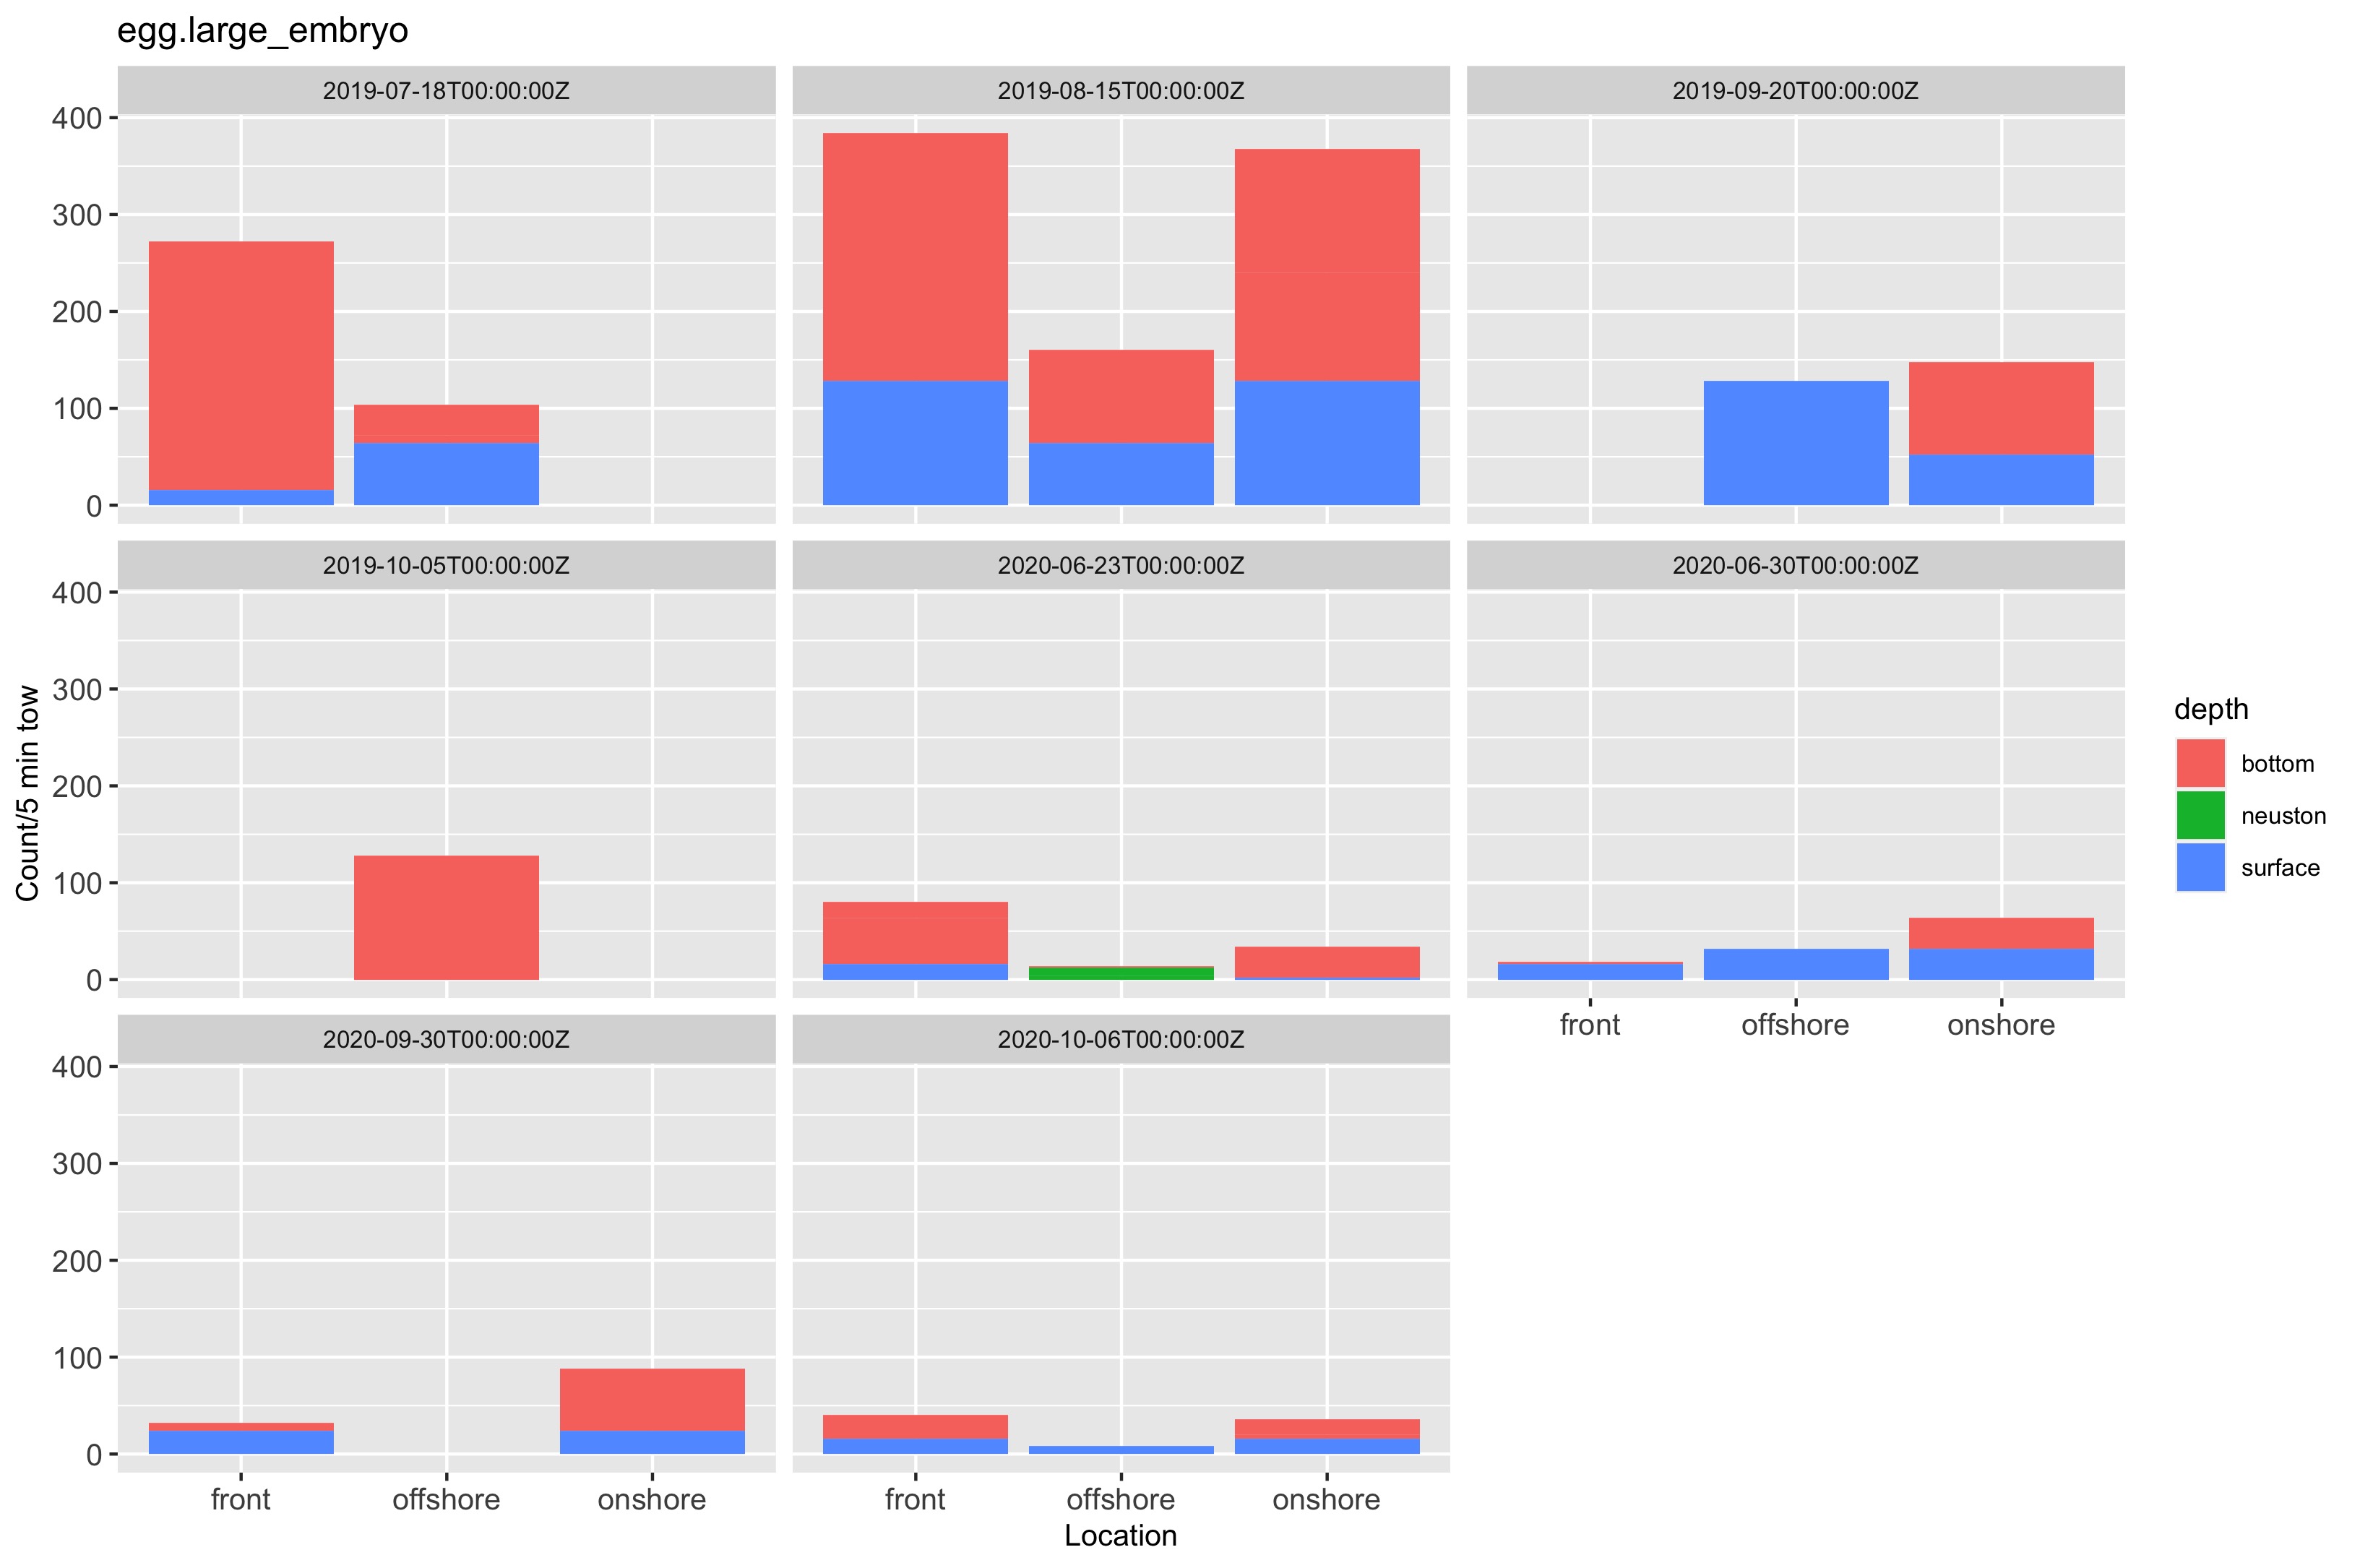 egg.large_embryo
2019-07-18T00:00:00Z
2019-08-15T00:00:00Z
2019-09-20T00:00:00Z
400
300
200
100
0
2019-10-05T00:00:00Z
2020-06-23T00:00:00Z
2020-06-30T00:00:00Z
400
300
200
100
0
front offshore onshore
2020-09-30T00:00:00Z
2020-10-06T00:00:00Z
400
300
200
100
0
front offshore onshore
front offshore onshore
Location
Count/5 min tow
depth
bottom
neuston
surface